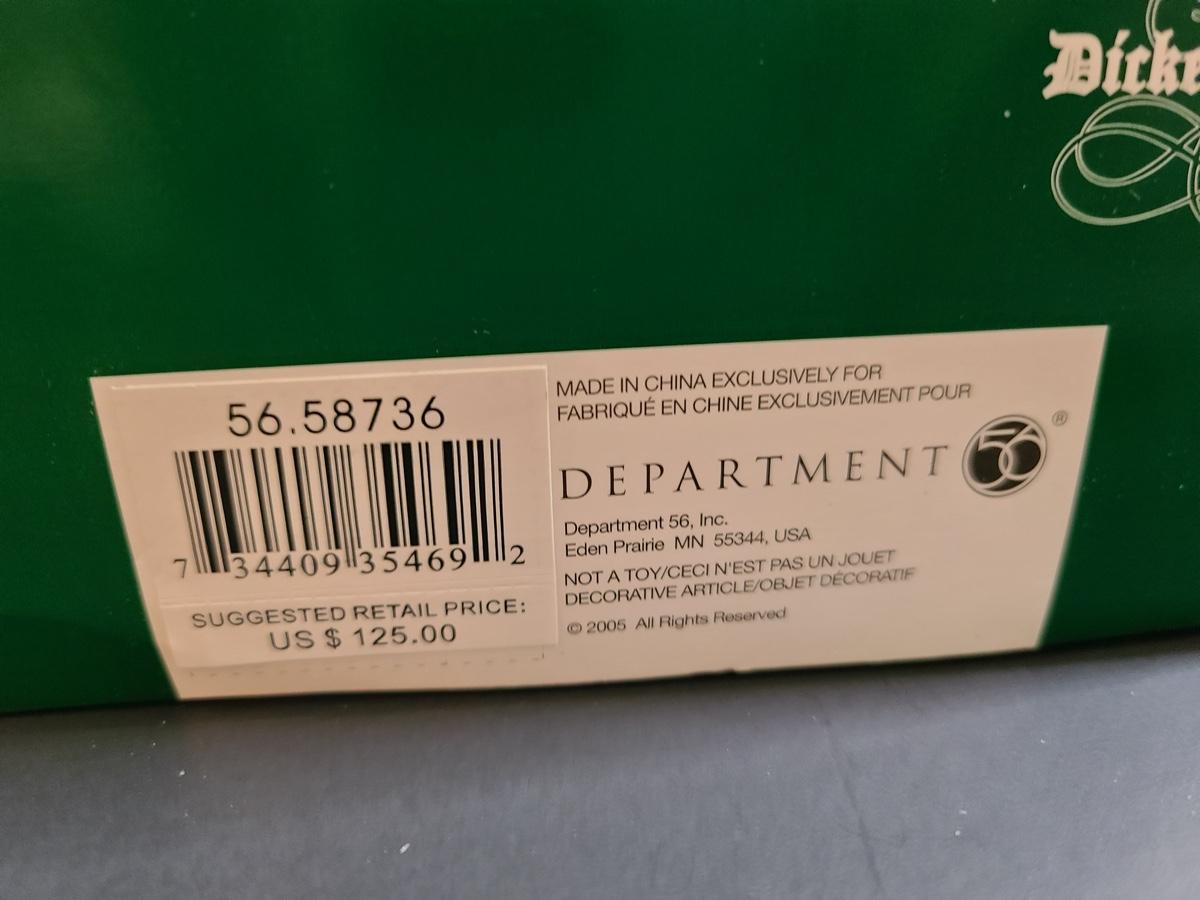 Dicke
56.58736
7 34409 35469 2
SUGGESTED RETAIL PRICE:
US $ 125.00
MADE IN CHINA EXCLUSIVELY FOR
FABRIQUÉ EN CHINE EXCLUSIVEMENT POUR
DEPARTMENT 56 ®
Department 56, Inc.
Eden Prairie MN 55344, USA
NOT A TOY/CECI N'EST PAS UN JOUET
DECORATIVE ARTICLE/OBJET DÉCORATIF
© 2005 All Rights Reserved